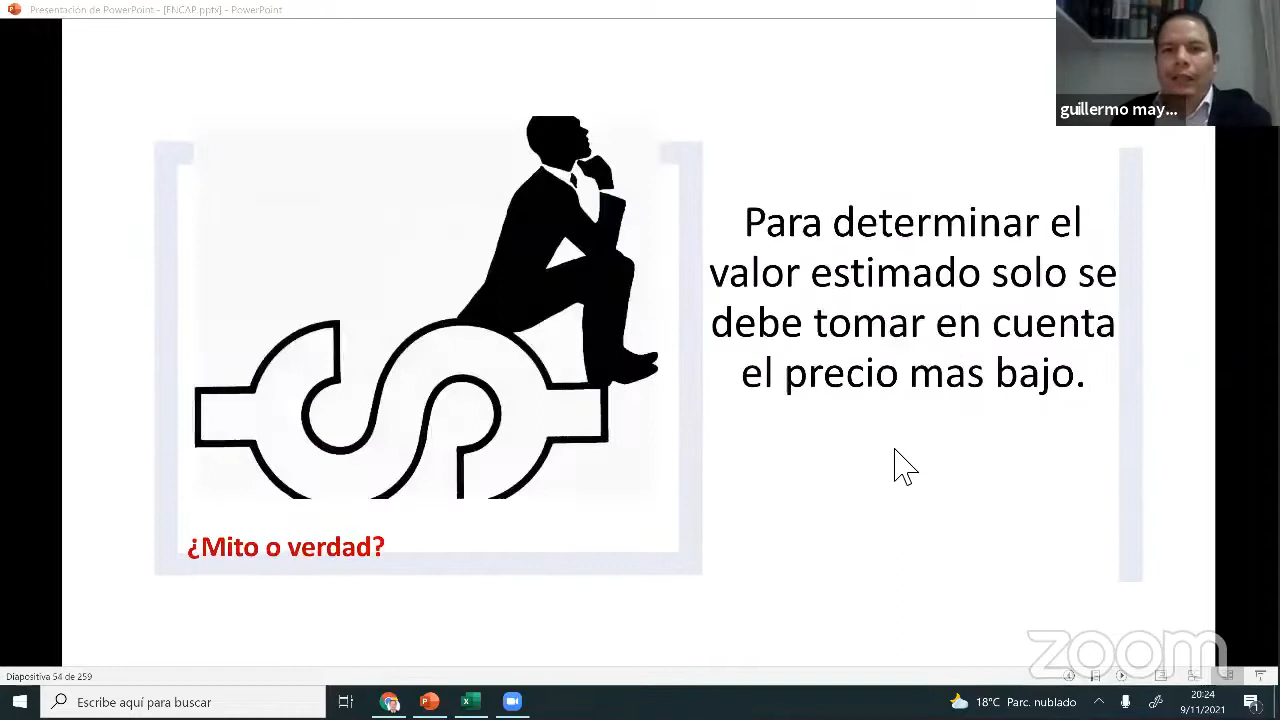 Presentación de PowerPoint - [ENCAP.pptx] - PowerPoint
guillermo may...
Para determinar el
valor estimado solo se
debe tomar en cuenta
el precio mas bajo.
¿Mito o verdad?
zoom
Diapositiva 54 de 259
Escribe aquí para buscar
18°C Parc. nublado
20:24
9/11/2021